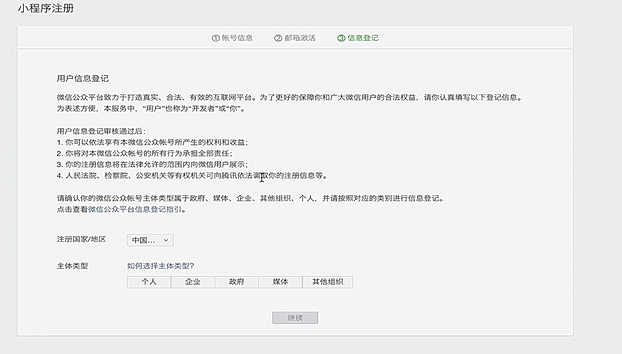 小程序注册
① 帐号信息 ② 邮箱激活 ③ 信息登记
用户信息登记
微信公众平台致力于打造真实、合法、有效的互联网平台。为了更好的保障你和广大微信用户的合法权益，请你认真填写以下登记信息。
为表述方便，本服务中，“用户”也称为“开发者”或“你”。
用户信息登记审核通过后：
1. 你可以依法享有本微信公众帐号所产生的权利和收益；
2. 你将对本微信公众帐号的所有行为承担全部责任；
3. 你的注册信息将在法律允许的范围内向微信用户展示；
4. 人民法院、检察院、公安机关等有权机关可向腾讯依法调取你的注册信息等。
请确认你的微信公众帐号主体类型属于政府、媒体、企业、其他组织、个人，并请按照对应的类别进行信息登记。
点击查看微信公众平台信息登记指引。
注册国家/地区 中国...
主体类型 如何选择主体类型?
个人 企业 政府 媒体 其他组织
继续